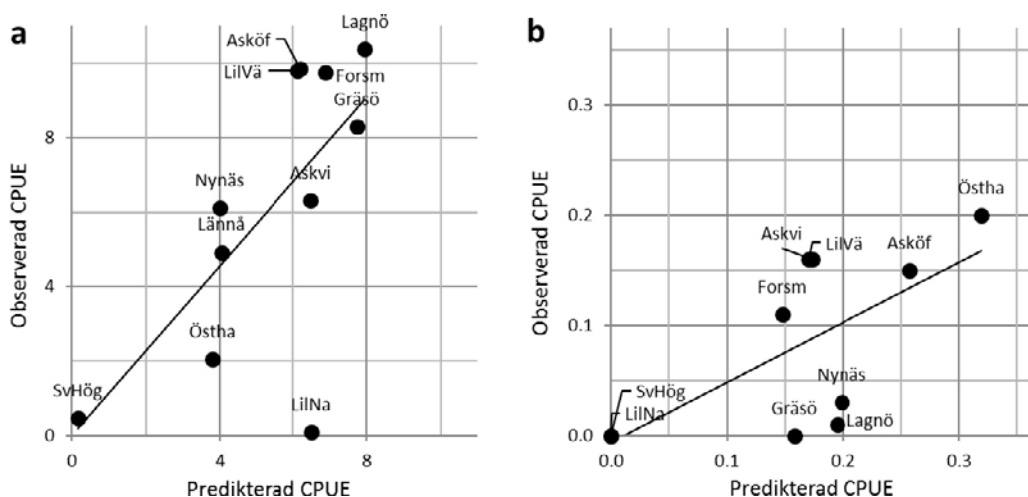 a
Lagnö
Asköf
LilVä
Forsm
Gräsö
8
Askvi
Nynäs
Lännå
4
Östha
SvHög
LilNa
0
0
4
8
Predikterad CPUE
Observerad CPUE
b
0.3
Östha
0.2
Askvi
LilVä
Asköf
Forsm
0.1
Nynäs
SvHög
LilNa
Gräsö
Lagnö
0.0
0.0
0.1
0.2
0.3
Predikterad CPUE
Observerad CPUE